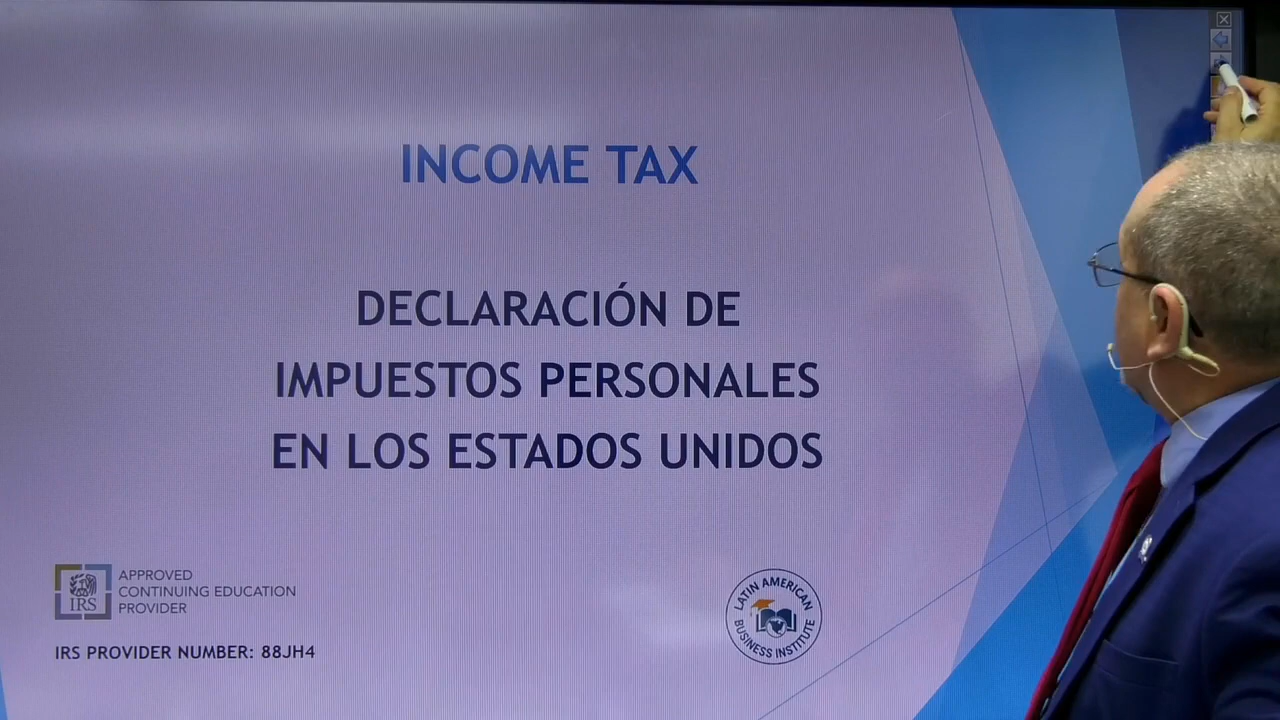 INCOME TAX
DECLARACIÓN DE
IMPUESTOS PERSONALES
EN LOS ESTADOS UNIDOS
IRS
APPROVED
CONTINUING EDUCATION
PROVIDER
IRS PROVIDER NUMBER: 88JH4
LATIN AMERICAN
BUSINESS INSTITUTE